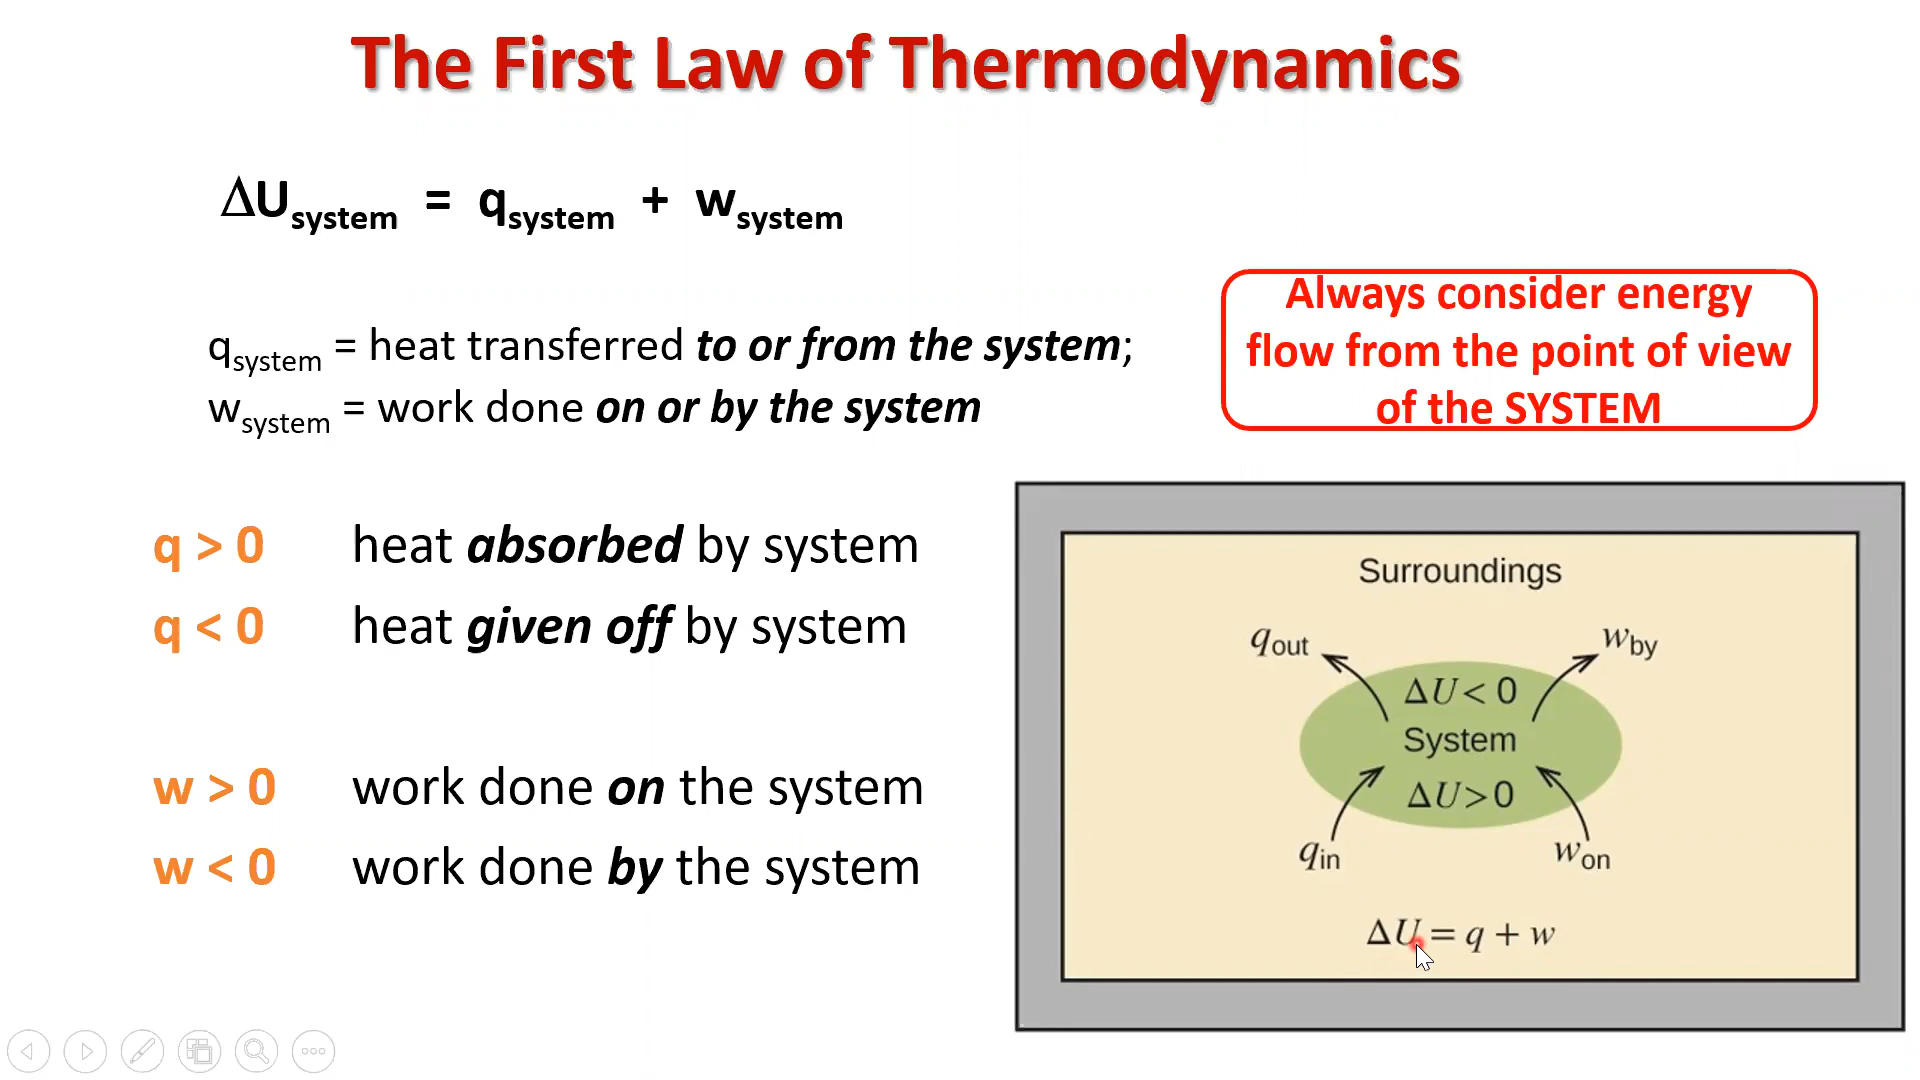 The First Law of Thermodynamics
ΔUsystem = qsystem + wsystem
qsystem = heat transferred to or from the system;
wsystem = work done on or by the system
Always consider energy
flow from the point of view
of the SYSTEM
q > 0 heat absorbed by system
q < 0 heat given off by system
w > 0 work done on the system
w < 0 work done by the system
Surroundings
qout wby
ΔU < 0
System
ΔU > 0
qin won
ΔU = q + w